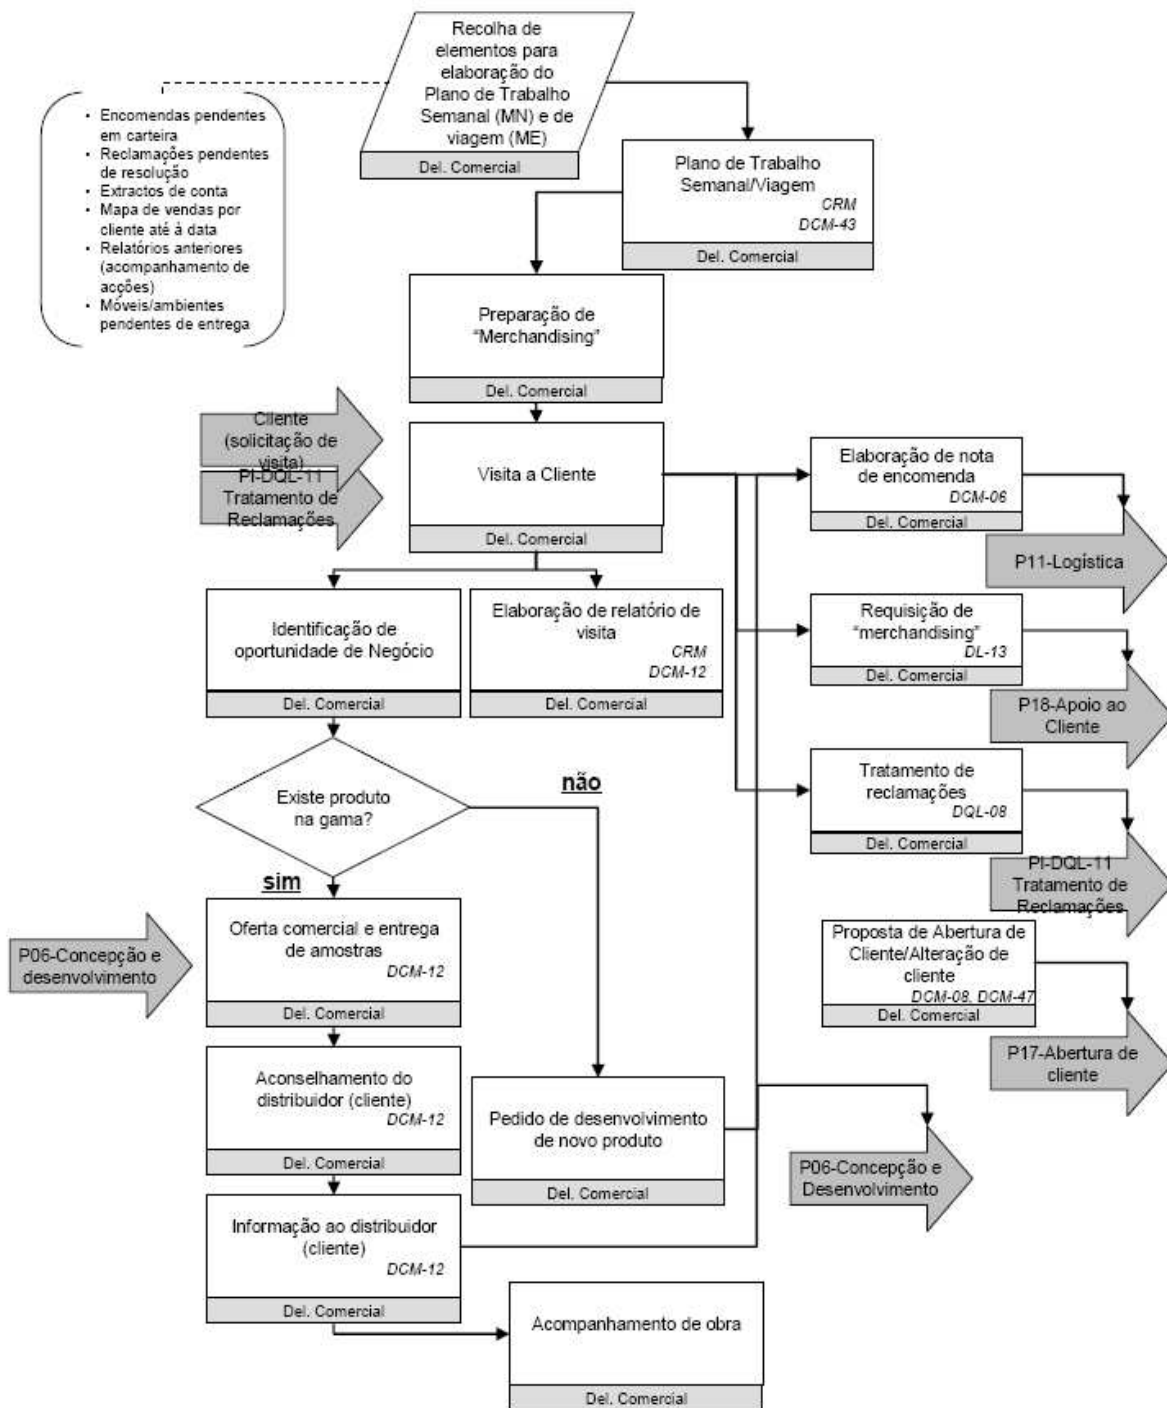 Recolha de
elementos para
elaboração do
Plano de Trabalho
Semanal (MN) e de
viagem (ME)
Del. Comercial
• Encomendas pendentes
em carteira
• Reclamações pendentes
de resolução
• Extractos de conta
• Mapa de vendas por
cliente até à data
• Relatórios anteriores
(acompanhamento de
acções)
• Móveis/ambientes
pendentes de entrega
Plano de Trabalho
Semanal/Viagem
CRM
DCM-43
Del. Comercial
Preparação de
“Merchandising”
Del. Comercial
Cliente
(solicitação de
visita)
PI-DQL-11
Tratamento de
Reclamações
Visita a Cliente
Del. Comercial
Elaboração de nota
de encomenda
DCM-06
Del. Comercial
P11-Logística
Identificação de
oportunidade de Negócio
Del. Comercial
Elaboração de relatório de
visita
CRM
DCM-12
Del. Comercial
Requisição de
“merchandising”
DL-13
Del. Comercial
P18-Apoio ao
Cliente
Existe produto
na gama?
não
sim
Tratamento de
reclamações
DQL-08
Del. Comercial
PI-DQL-11
Tratamento de
Reclamações
P06-Concepção e
desenvolvimento
Oferta comercial e entrega
de amostras
DCM-12
Del. Comercial
Proposta de Abertura de
Cliente/Alteração de
cliente
DCM-08, DCM-47
Del. Comercial
P17-Abertura de
cliente
Aconselhamento do
distribuidor (cliente)
DCM-12
Del. Comercial
Pedido de desenvolvimento
de novo produto
Del. Comercial
P06-Concepção e
Desenvolvimento
Informação ao distribuidor
(cliente)
DCM-12
Del. Comercial
Acompanhamento de obra
Del. Comercial